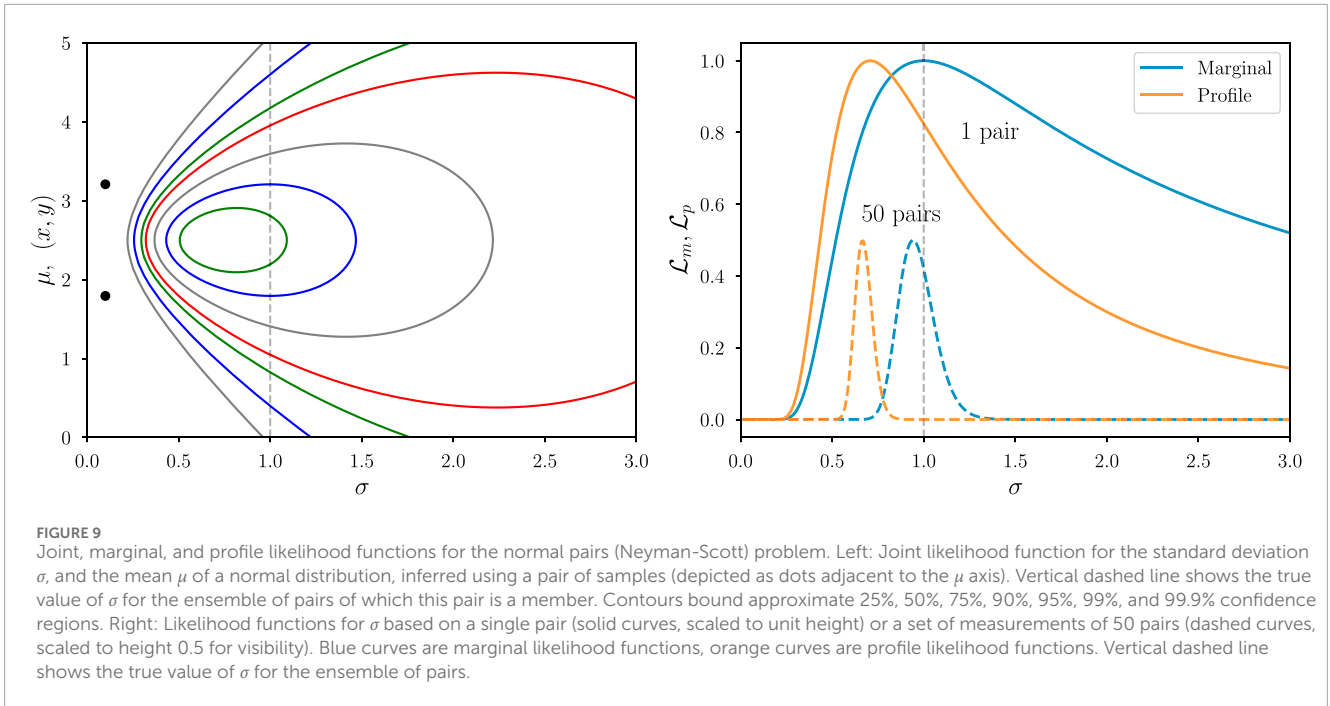 5
4
3
2
1
0
μ, (x, y)
0.0 0.5 1.0 1.5 2.0 2.5 3.0
σ
1.0
0.8
0.6
0.4
0.2
0.0
ℒm, ℒp
Marginal
Profile
1 pair
50 pairs
0.0 0.5 1.0 1.5 2.0 2.5 3.0
σ
FIGURE 9
Joint, marginal, and profile likelihood functions for the normal pairs (Neyman-Scott) problem. Left: Joint likelihood function for the standard deviation
σ, and the mean μ of a normal distribution, inferred using a pair of samples (depicted as dots adjacent to the μ axis). Vertical dashed line shows the true
value of σ for the ensemble of pairs of which this pair is a member. Contours bound approximate 25%, 50%, 75%, 90%, 95%, 99%, and 99.9% confidence
regions. Right: Likelihood functions for σ based on a single pair (solid curves, scaled to unit height) or a set of measurements of 50 pairs (dashed curves,
scaled to height 0.5 for visibility). Blue curves are marginal likelihood functions, orange curves are profile likelihood functions. Vertical dashed line
shows the true value of σ for the ensemble of pairs.